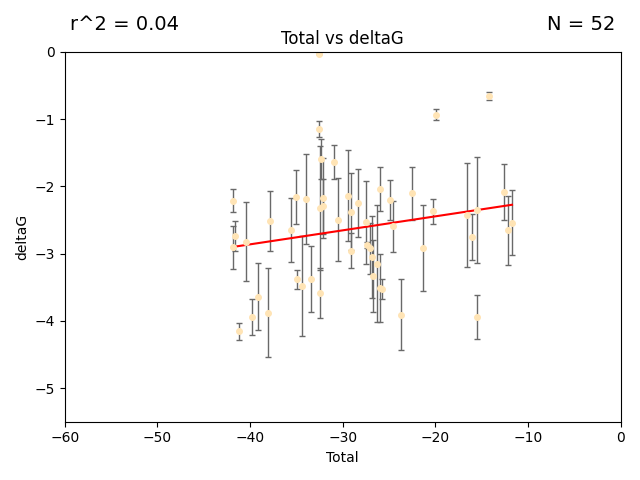 r^2 = 0.04
N = 52
Total vs deltaG
deltaG
0
−1
−2
−3
−4
−5
−60
−50
−40
−30
−20
−10
0
Total